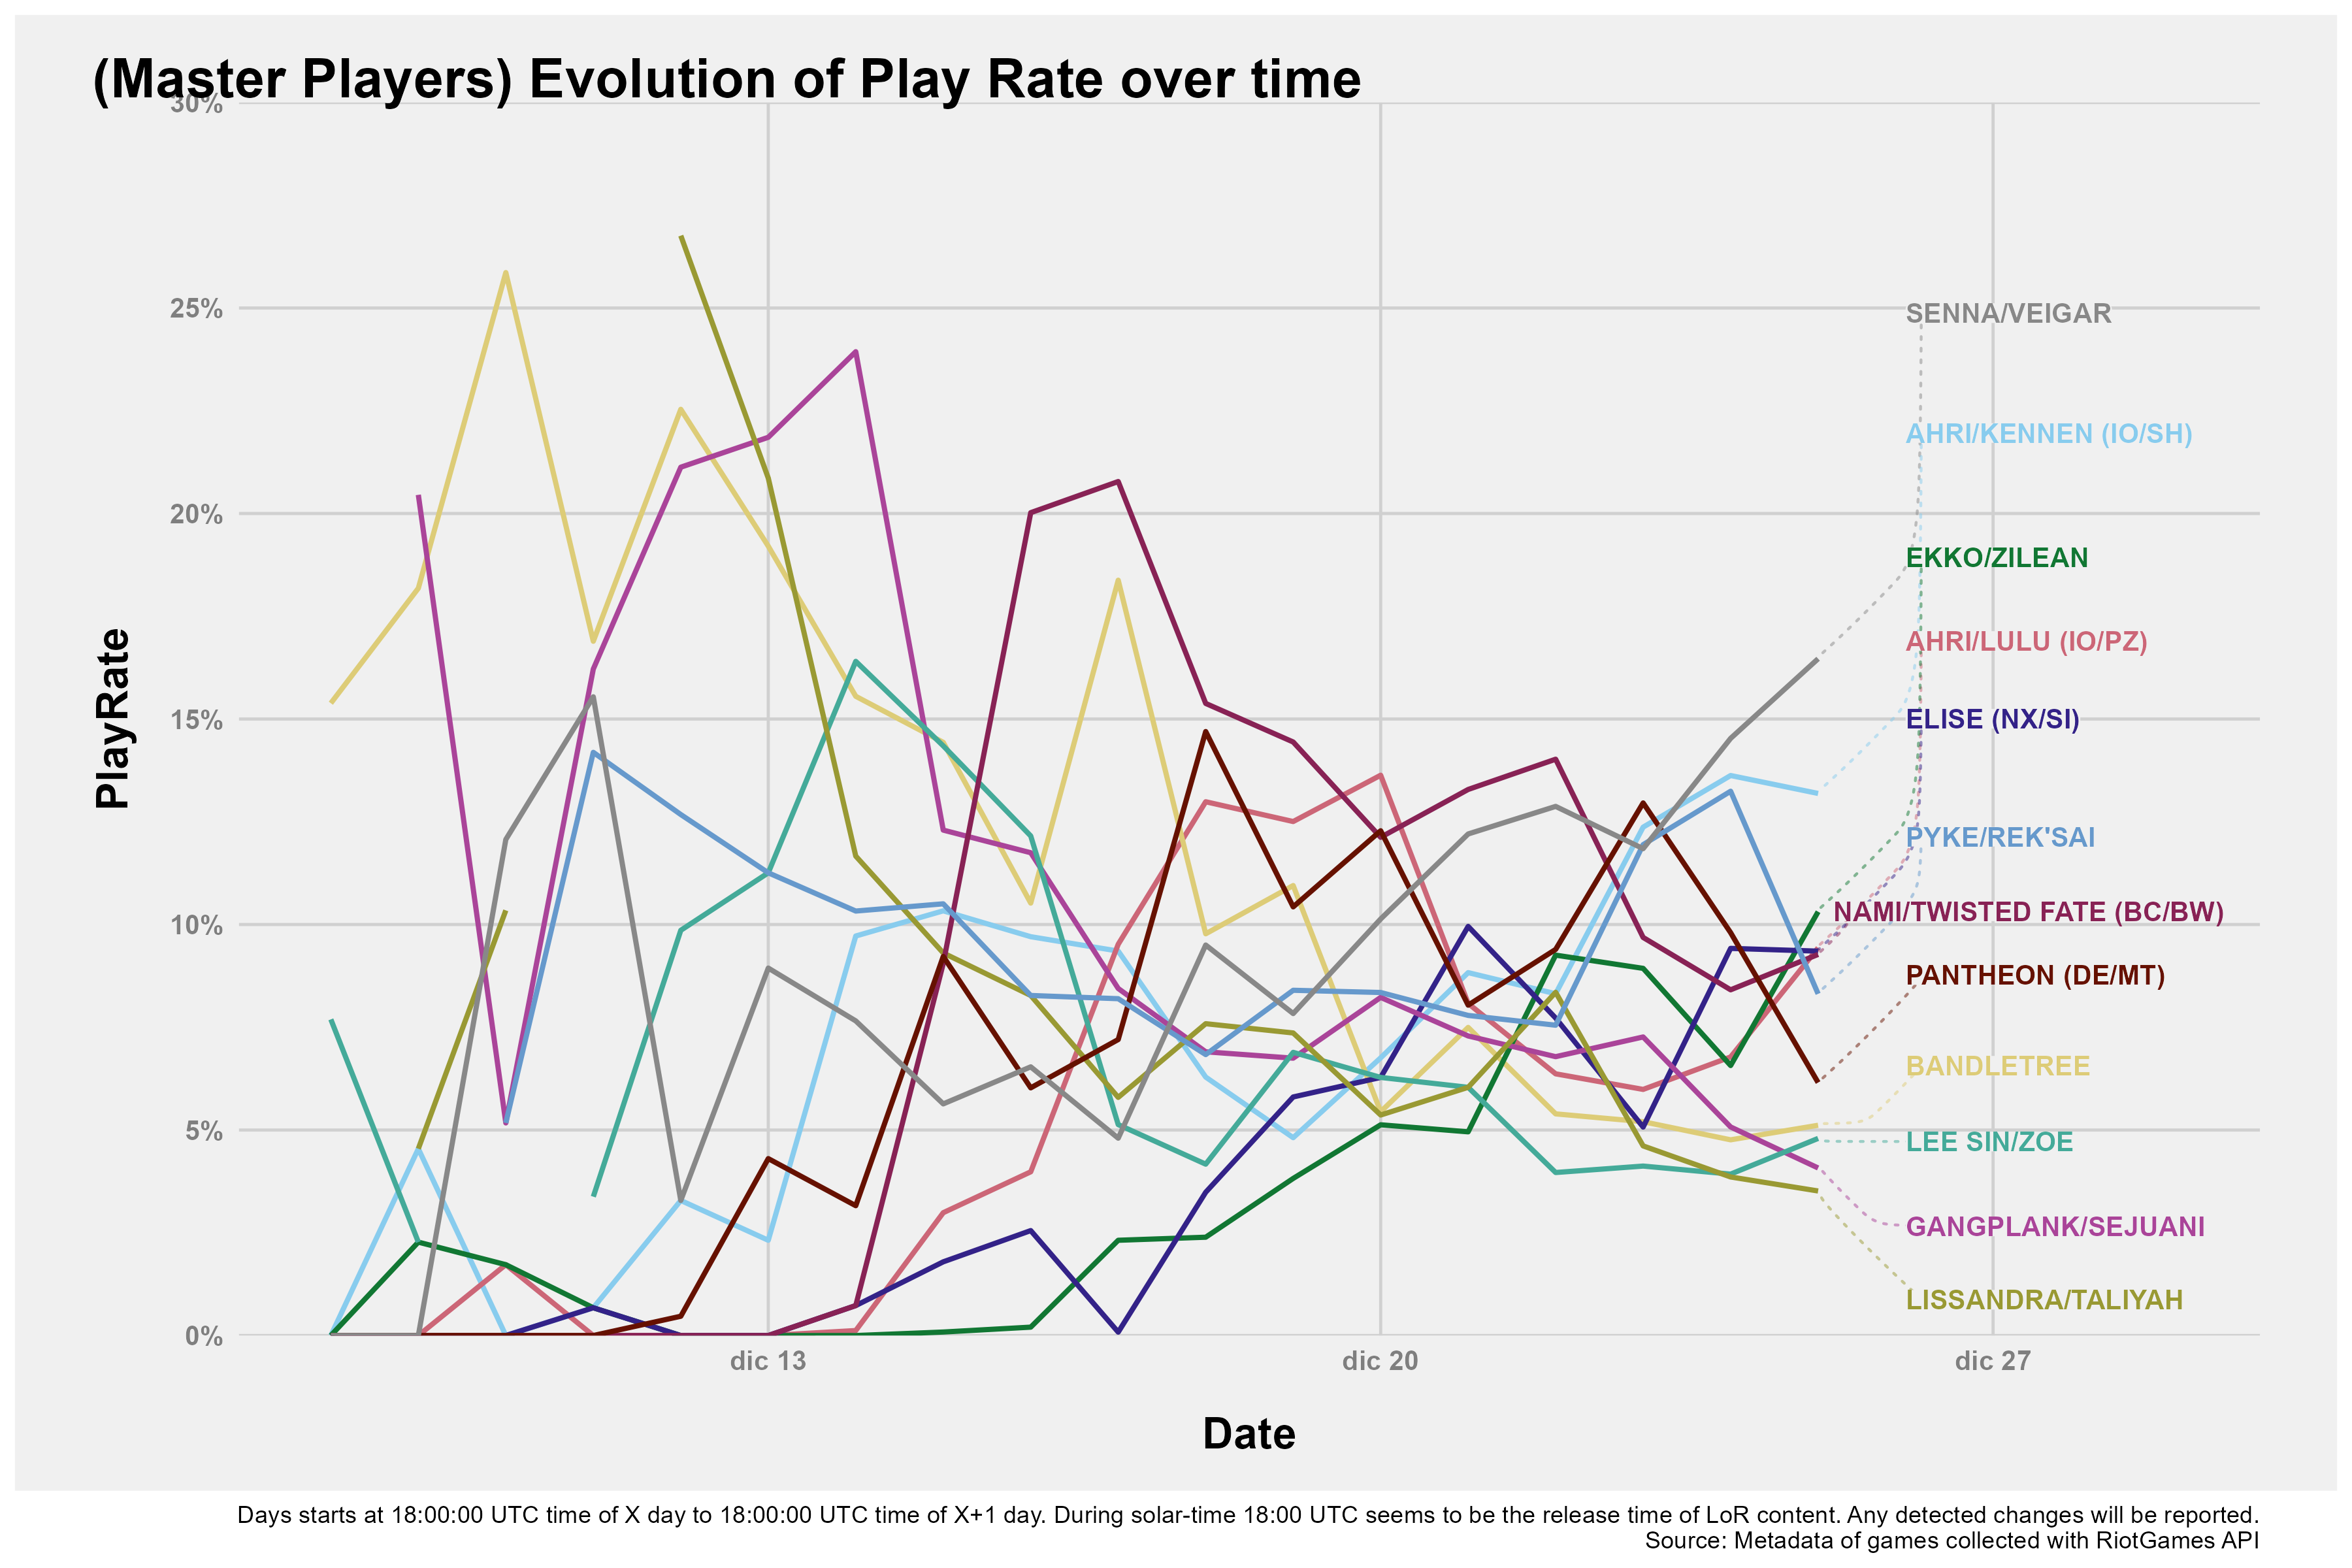 (Master Players) Evolution of Play Rate over time
30%
25%
20%
15%
10%
5%
0%
PlayRate
SENNA/VEIGAR
AHRI/KENNEN (IO/SH)
EKKO/ZILEAN
AHRI/LULU (IO/PZ)
ELISE (NX/SI)
PYKE/REK'SAI
NAMI/TWISTED FATE (BC/BW)
PANTHEON (DE/MT)
BANDLETREE
LEE SIN/ZOE
GANGPLANK/SEJUANI
LISSANDRA/TALIYAH
dic 13
dic 20
dic 27
Date
Days starts at 18:00:00 UTC time of X day to 18:00:00 UTC time of X+1 day. During solar-time 18:00 UTC seems to be the release time of LoR content. Any detected changes will be reported.
Source: Metadata of games collected with RiotGames API